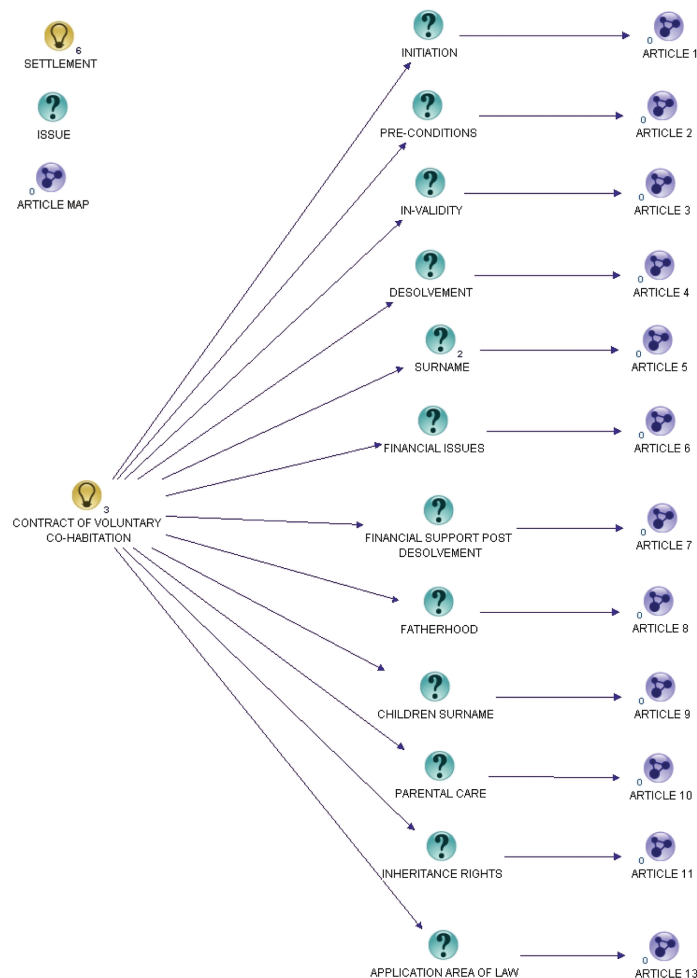 6
SETTLEMENT
ISSUE
0
ARTICLE MAP
3
CONTRACT OF VOLUNTARY
CO-HABITATION
INITIATION
0
ARTICLE 1
PRE-CONDITIONS
0
ARTICLE 2
IN-VALIDITY
0
ARTICLE 3
DESOLVEMENT
0
ARTICLE 4
2
SURNAME
0
ARTICLE 5
FINANCIAL ISSUES
0
ARTICLE 6
FINANCIAL SUPPORT POST
DESOLVEMENT
0
ARTICLE 7
FATHERHOOD
0
ARTICLE 8
CHILDREN SURNAME
0
ARTICLE 9
PARENTAL CARE
0
ARTICLE 10
INHERITANCE RIGHTS
0
ARTICLE 11
APPLICATION AREA OF LAW
0
ARTICLE 13